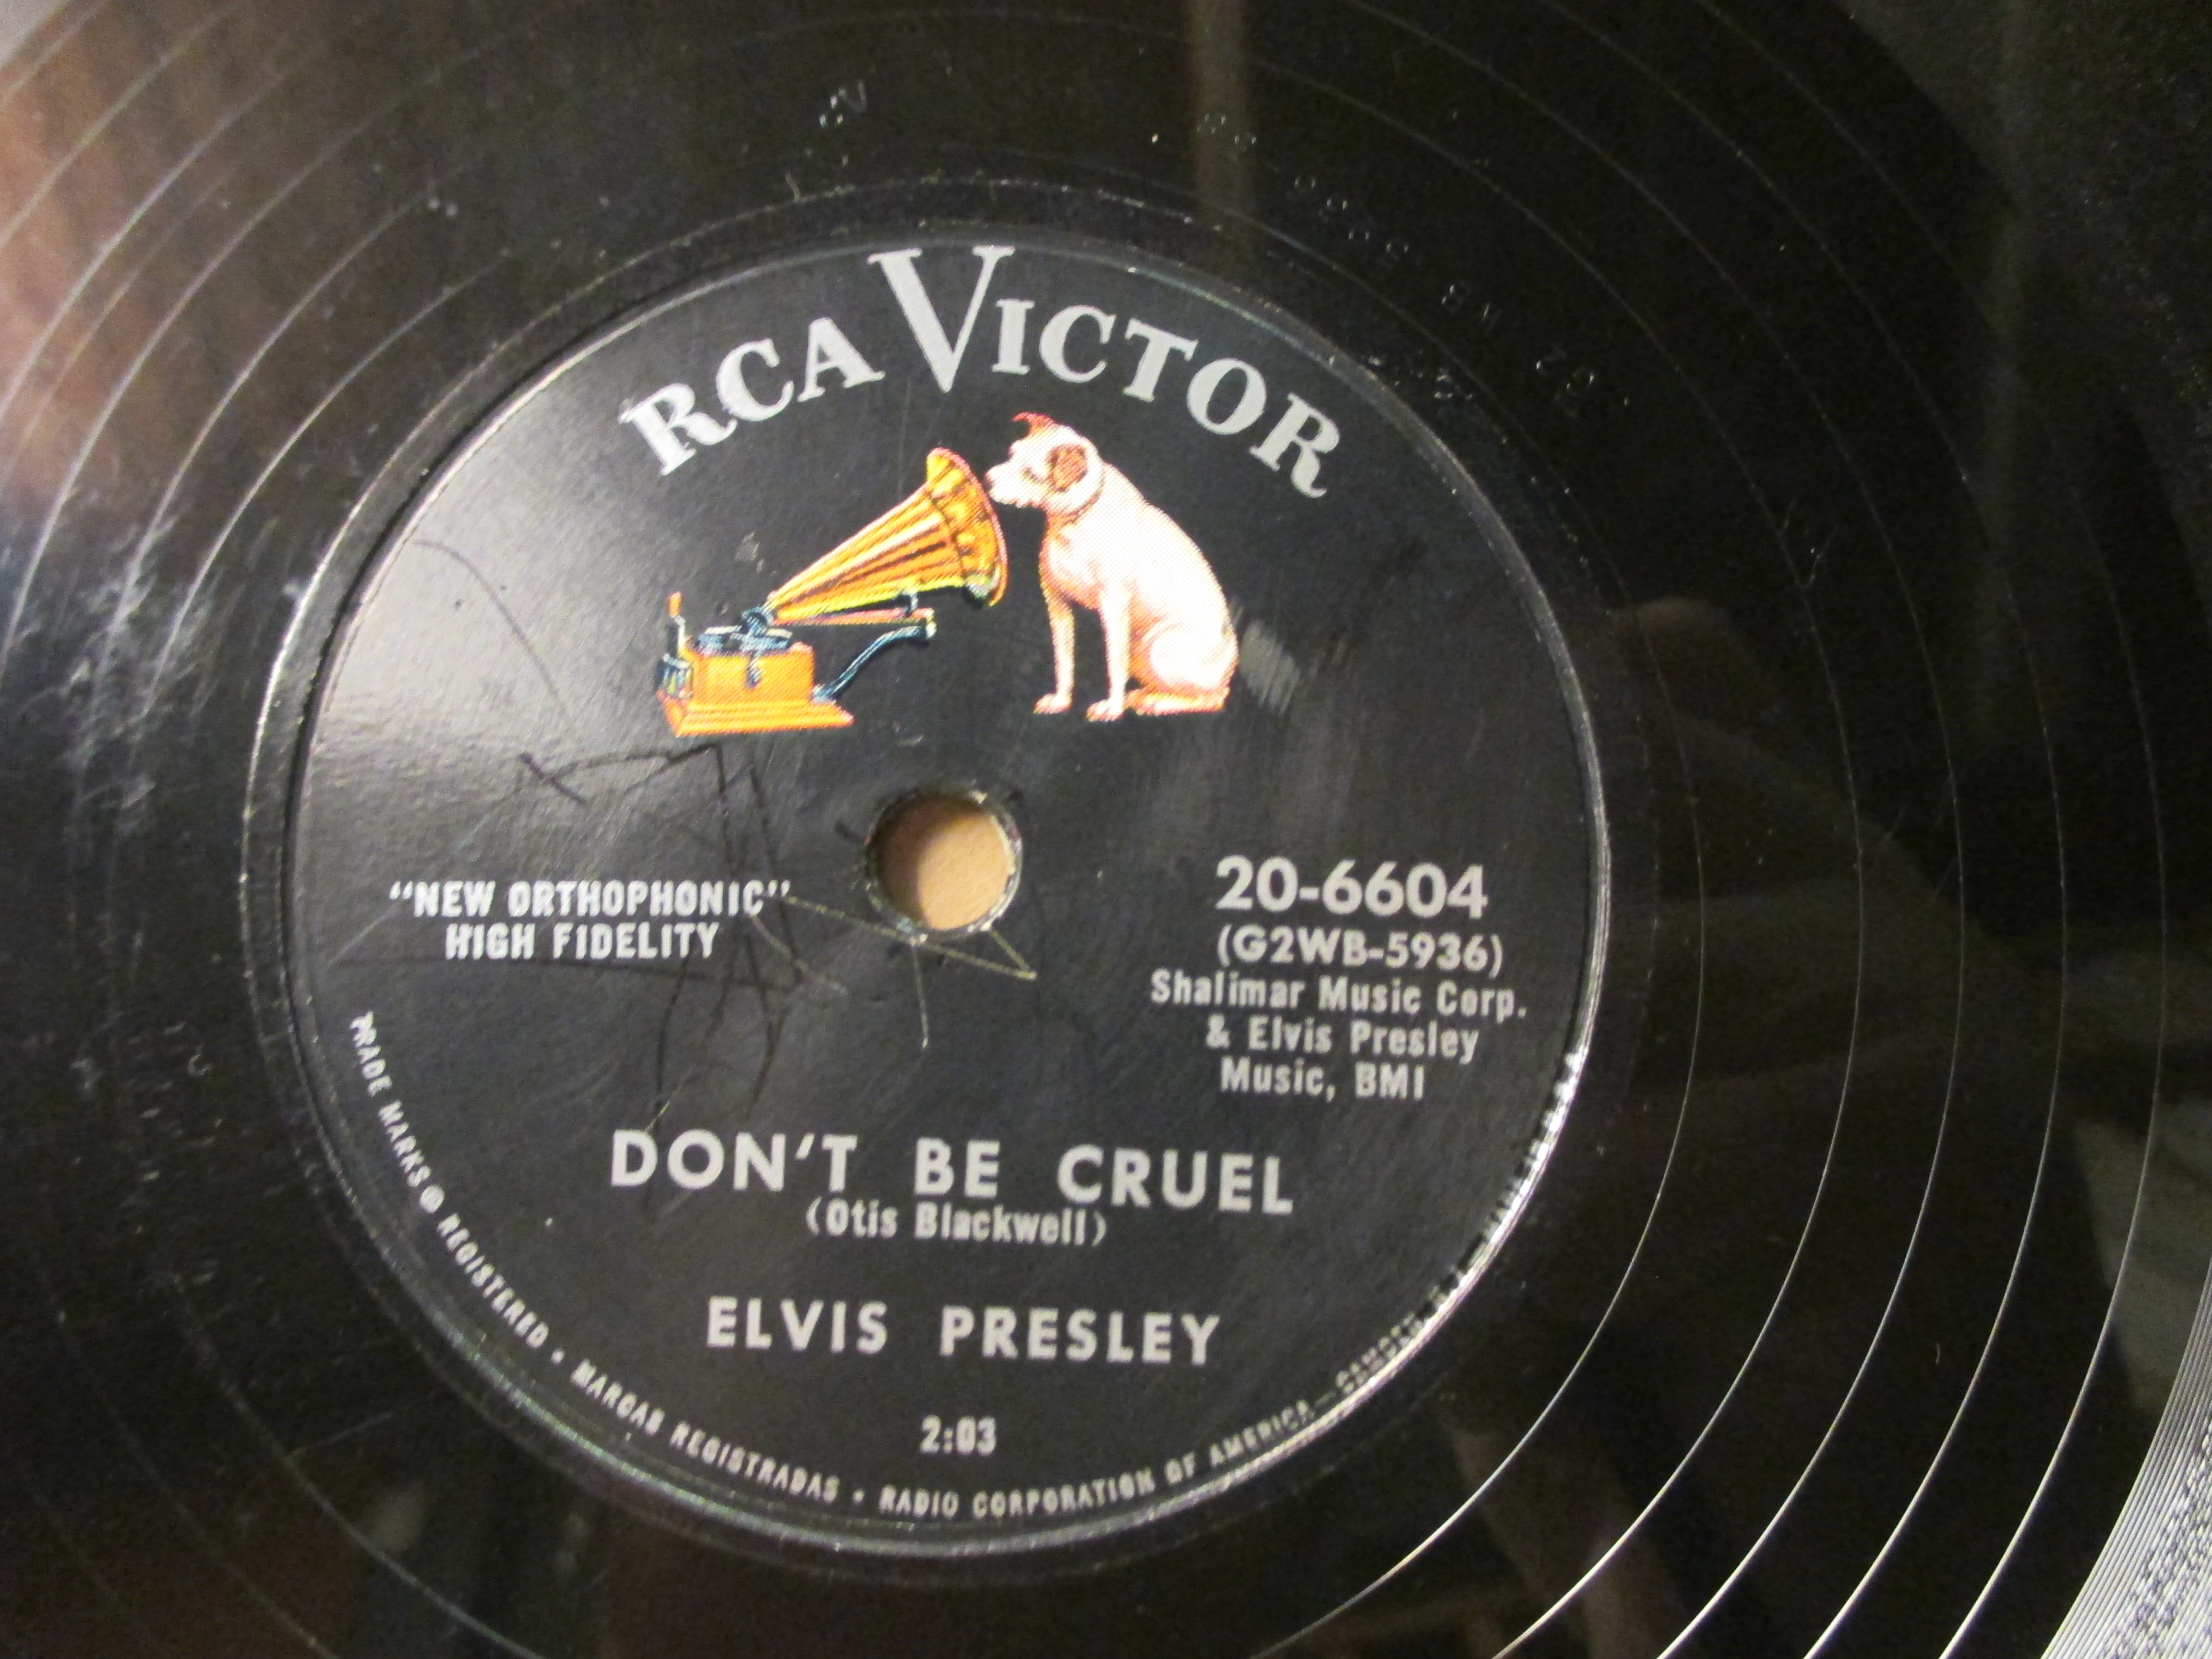 RCA VICTOR
"NEW ORTHOPHONIC"
HIGH FIDELITY
20-6604
(G2WB-5936)
Shalimar Music Corp.
& Elvis Presley
Music, BMI
DON'T BE CRUEL
(Otis Blackwell)
ELVIS PRESLEY
2:03
TRADE MARKS ® REGISTERED • MARCAS REGISTRADAS • RADIO CORPORATION OF AMERICA—CAMDEN